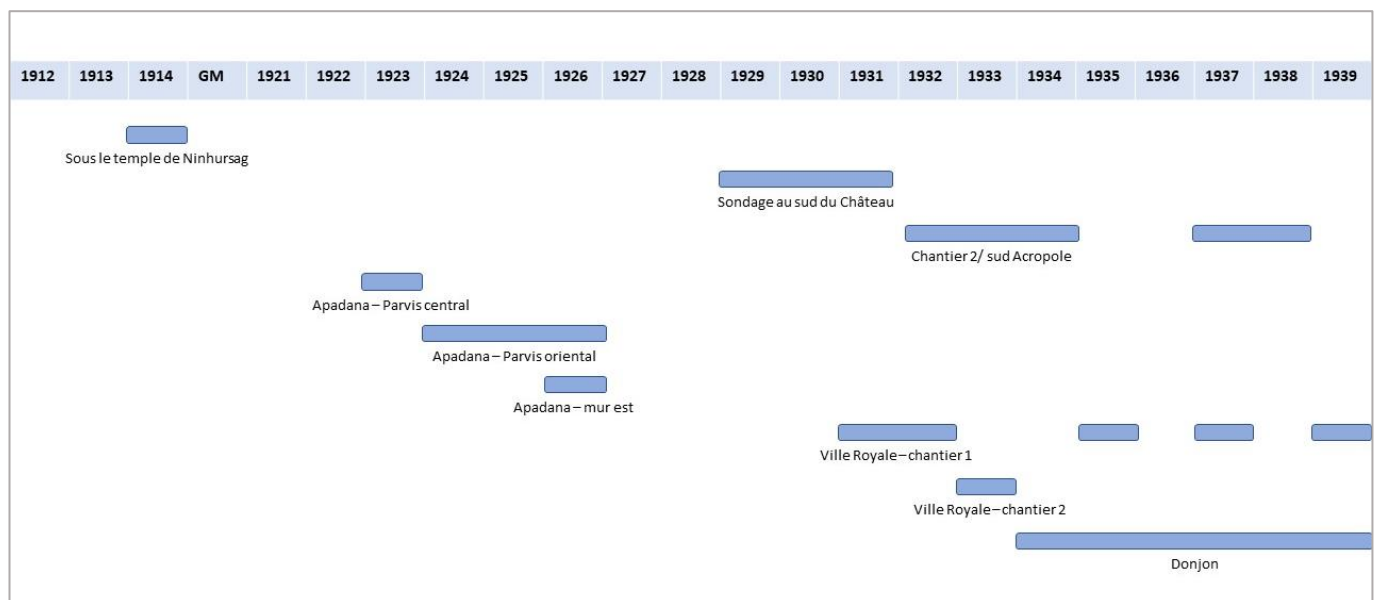 1912 1913 1914 GM 1921 1922 1923 1924 1925 1926 1927 1928 1929 1930 1931 1932 1933 1934 1935 1936 1937 1938 1939
Sous le temple de Ninhursag
Sondage au sud du Château
Chantier 2/ sud Acropole
Apadana – Parvis central
Apadana – Parvis oriental
Apadana – mur est
Ville Royale – chantier 1
Ville Royale – chantier 2
Donjon